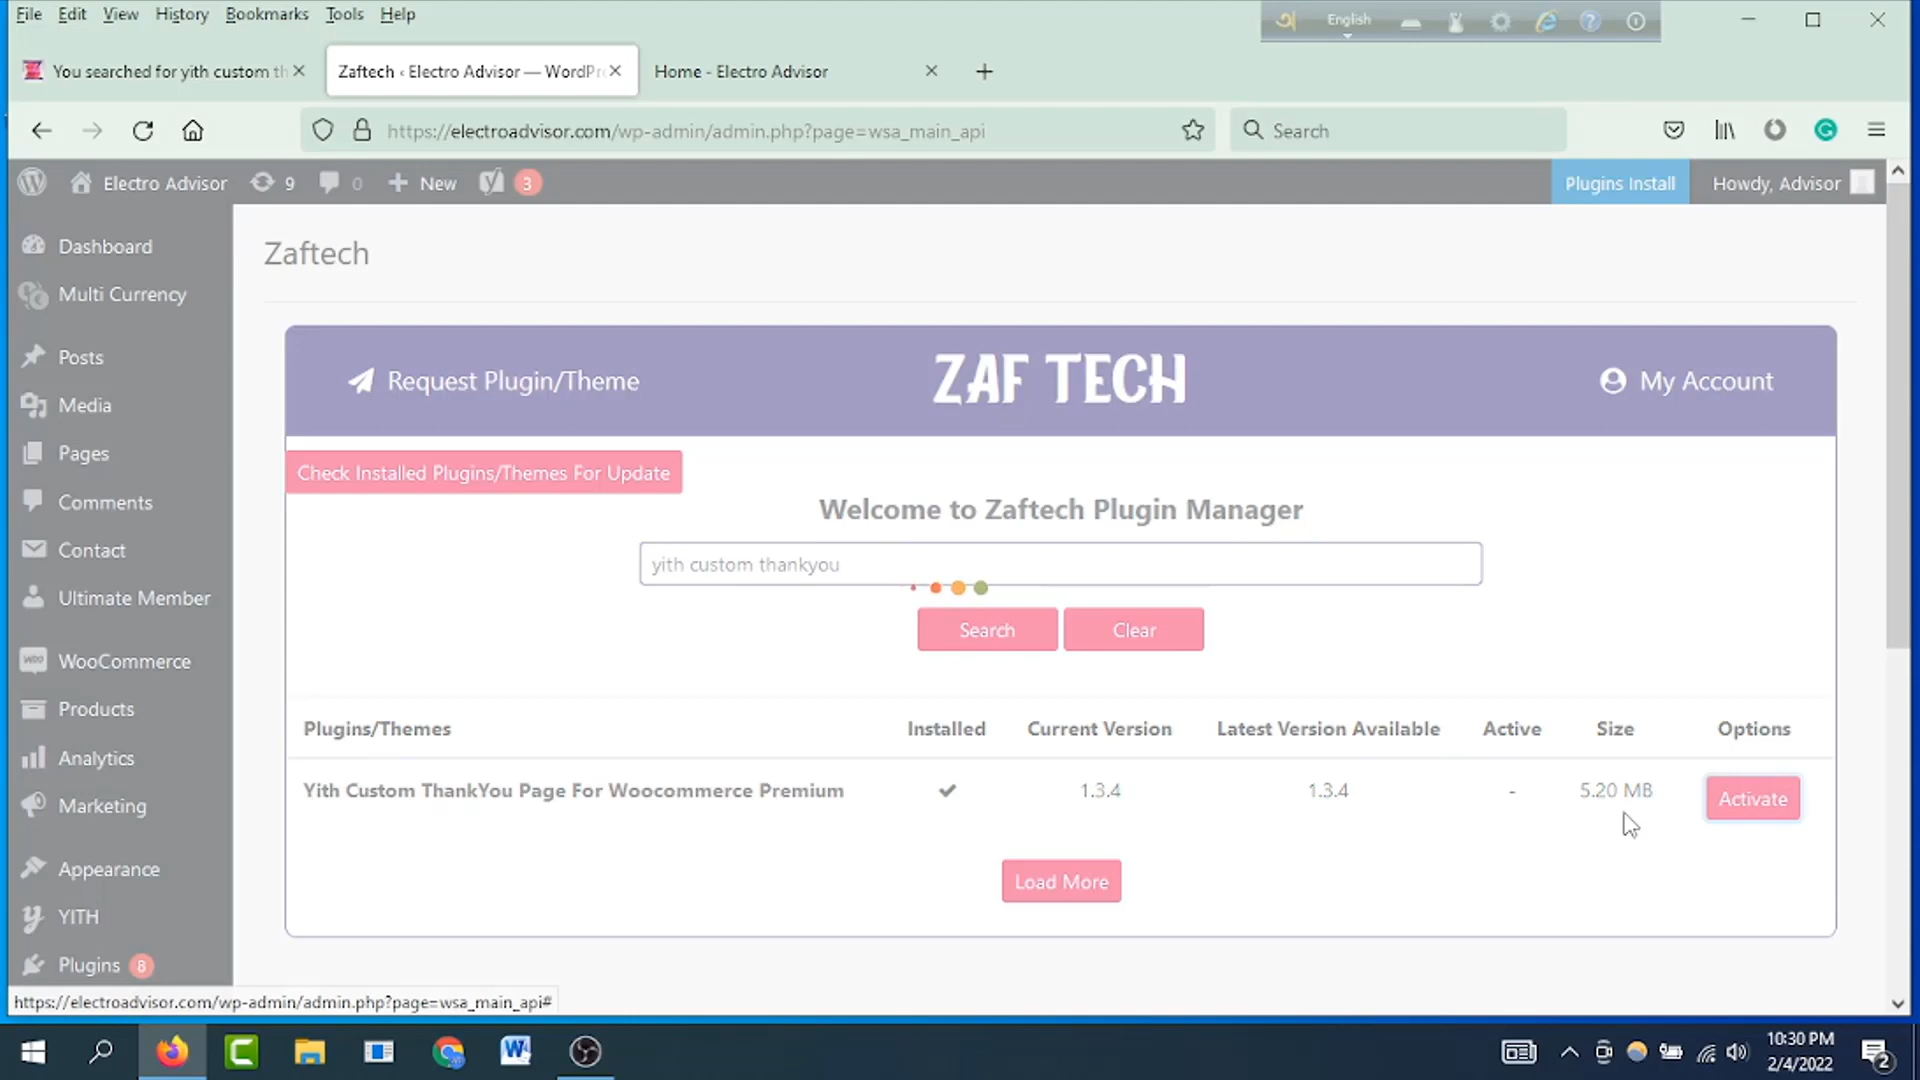 File Edit View History Bookmarks Tools Help
English
You searched for yith custom th
Zaftech ‹ Electro Advisor — WordPr
Home - Electro Advisor
https://electroadvisor.com/wp-admin/admin.php?page=wsa_main_api
Search
Electro Advisor 9 0 New 3
Plugins Install
Howdy, Advisor
Dashboard
Multi Currency
Posts
Media
Pages
Comments
Contact
Ultimate Member
WooCommerce
Products
Analytics
Marketing
Appearance
YITH
Plugins 8
Zaftech
Request Plugin/Theme
ZAF TECH
My Account
Check Installed Plugins/Themes For Update
Welcome to Zaftech Plugin Manager
yith custom thankyou
Search Clear
Plugins/Themes Installed Current Version Latest Version Available Active Size Options
Yith Custom ThankYou Page For Woocommerce Premium 1.3.4 1.3.4 - 5.20 MB Activate
Load More
https://electroadvisor.com/wp-admin/admin.php?page=wsa_main_api#
10:30 PM
2/4/2022
2